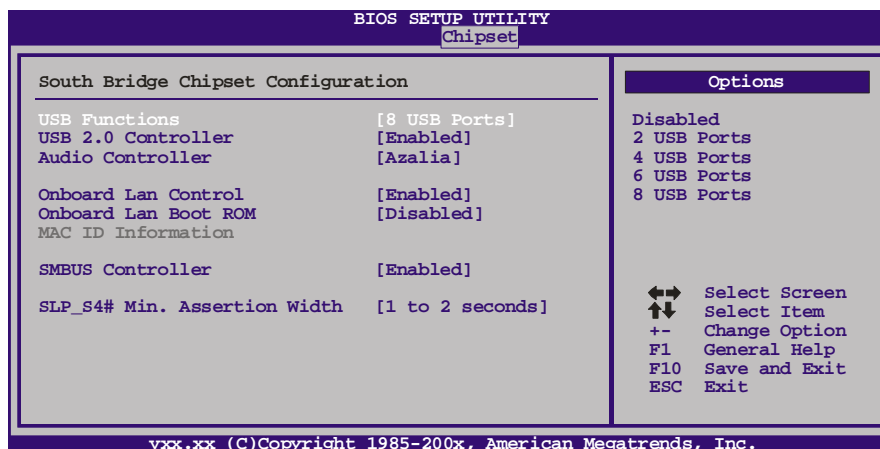 BIOS SETUP UTILITY
Chipset
South Bridge Chipset Configuration
USB Functions [8 USB Ports]
USB 2.0 Controller [Enabled]
Audio Controller [Azalia]
Onboard Lan Control [Enabled]
Onboard Lan Boot ROM [Disabled]
MAC ID Information
SMBUS Controller [Enabled]
SLP_S4# Min. Assertion Width [1 to 2 seconds]
Options
Disabled
2 USB Ports
4 USB Ports
6 USB Ports
8 USB Ports
Select Screen
Select Item
+- Change Option
F1 General Help
F10 Save and Exit
ESC Exit
vxx.xx (C)Copyright 1985-200x, American Megatrends, Inc.